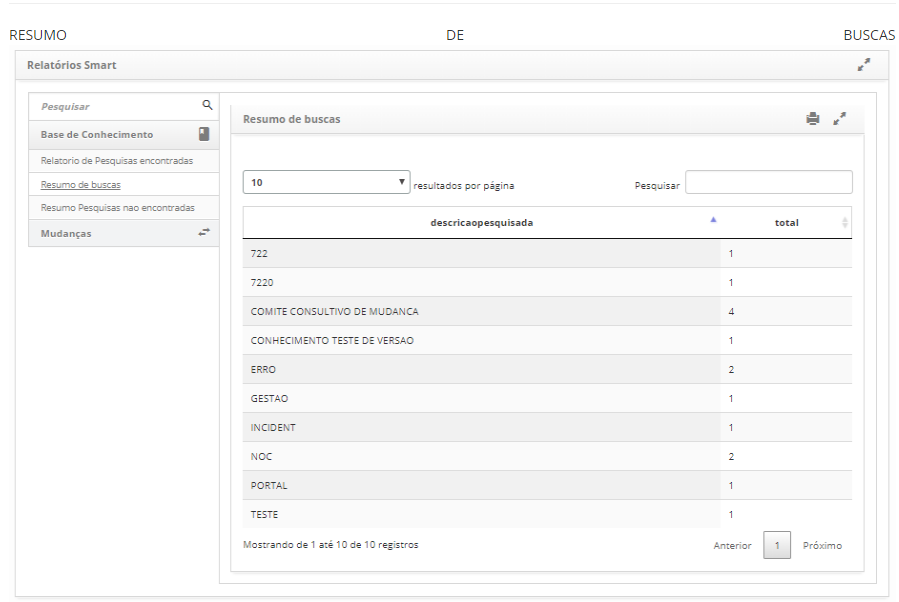 RESUMO DE BUSCAS
Relatórios Smart
Pesquisar
Base de Conhecimento
Relatorio de Pesquisas encontradas
Resumo de buscas
Resumo Pesquisas nao encontradas
Mudanças
Resumo de buscas
10 resultados por página
Pesquisar
descricaopesquisada total
722 1
7220 1
COMITE CONSULTIVO DE MUDANCA 4
CONHECIMENTO TESTE DE VERSAO 1
ERRO 2
GESTAO 1
INCIDENT 1
NOC 2
PORTAL 1
TESTE 1
Mostrando de 1 até 10 de 10 registros
Anterior 1 Próximo